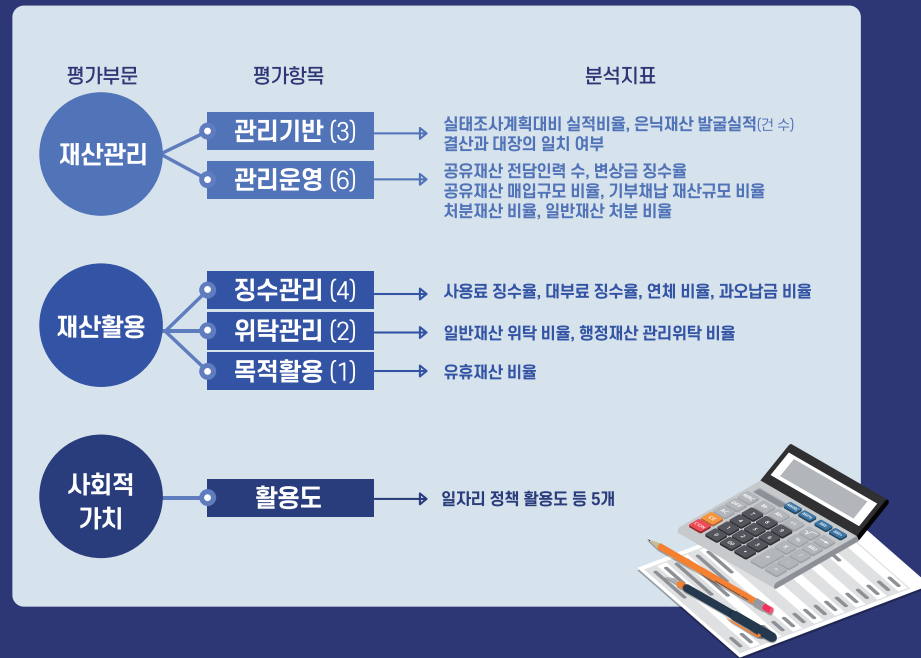 평가부문 평가항목 분석지표
재산관리
관리기반 (3)
실태조사계획대비 실적비율, 은닉재산 발굴실적(건 수)
결산과 대장의 일치 여부
관리운영 (6)
공유재산 전담인력 수, 변상금 징수율
공유재산 매입규모 비율, 기부채납 재산규모 비율
처분재산 비율, 일반재산 처분 비율
재산활용
징수관리 (4)
사용료 징수율, 대부료 징수율, 연체 비율, 과오납금 비율
위탁관리 (2)
일반재산 위탁 비율, 행정재산 관리위탁 비율
목적활용 (1)
유휴재산 비율
사회적
가치
활용도
일자리 정책 활용도 등 5개